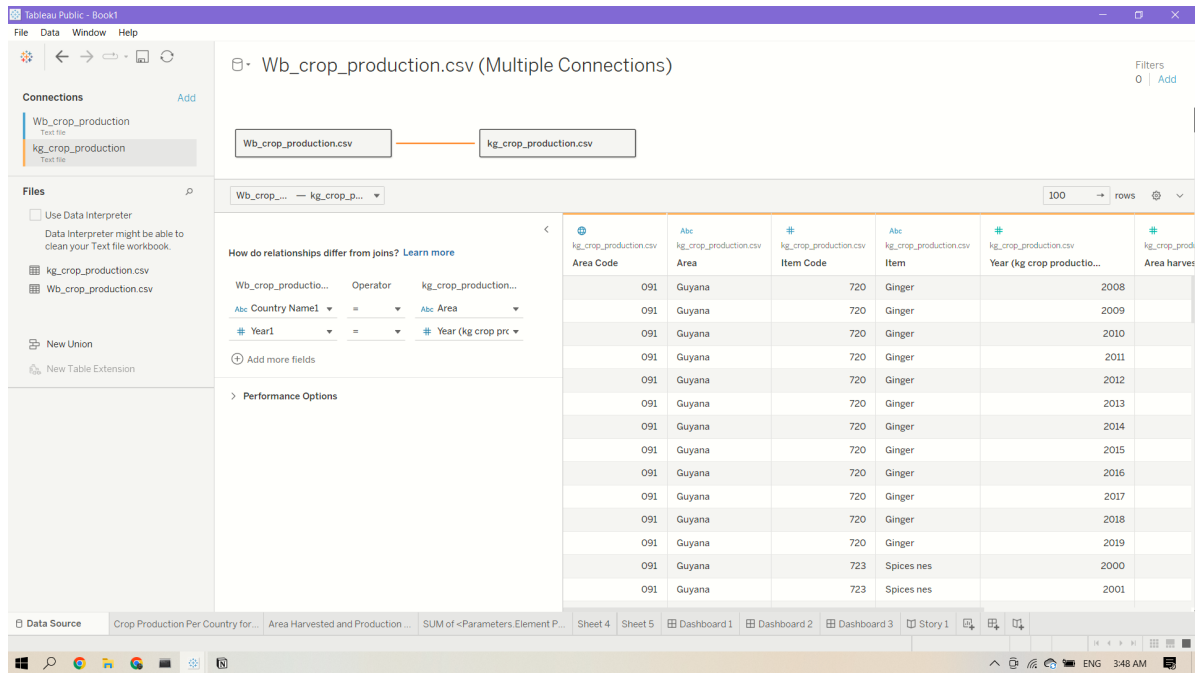 Tableau Public - Book1
File Data Window Help
Wb_crop_production.csv (Multiple Connections)
Filters
0 Add
Connections Add
Wb_crop_production
Text file
kg_crop_production
Text file
Wb_crop_production.csv kg_crop_production.csv
Files
Use Data Interpreter
Data Interpreter might be able to
clean your Text file workbook.
kg_crop_production.csv
Wb_crop_production.csv
New Union
New Table Extension
Wb_crop_... — kg_crop_p... 100 → rows
How do relationships differ from joins? Learn more
Wb_crop_productio... Operator kg_crop_production...
Abc Country Name1 = Abc Area
# Year1 = # Year (kg crop prc
Add more fields
Performance Options
Abc # Abc # #
kg_crop_production.csv kg_crop_production.csv kg_crop_production.csv kg_crop_production.csv kg_crop_production.csv kg_crop_prod
Area Code Area Item Code Item Year (kg crop productio... Area harves
091 Guyana 720 Ginger 2008
091 Guyana 720 Ginger 2009
091 Guyana 720 Ginger 2010
091 Guyana 720 Ginger 2011
091 Guyana 720 Ginger 2012
091 Guyana 720 Ginger 2013
091 Guyana 720 Ginger 2014
091 Guyana 720 Ginger 2015
091 Guyana 720 Ginger 2016
091 Guyana 720 Ginger 2017
091 Guyana 720 Ginger 2018
091 Guyana 720 Ginger 2019
091 Guyana 723 Spices nes 2000
091 Guyana 723 Spices nes 2001
Data Source Crop Production Per Country for... Area Harvested and Production ... SUM of <Parameters.Element P... Sheet 4 Sheet 5 Dashboard 1 Dashboard 2 Dashboard 3 Story 1
ENG 3:48 AM